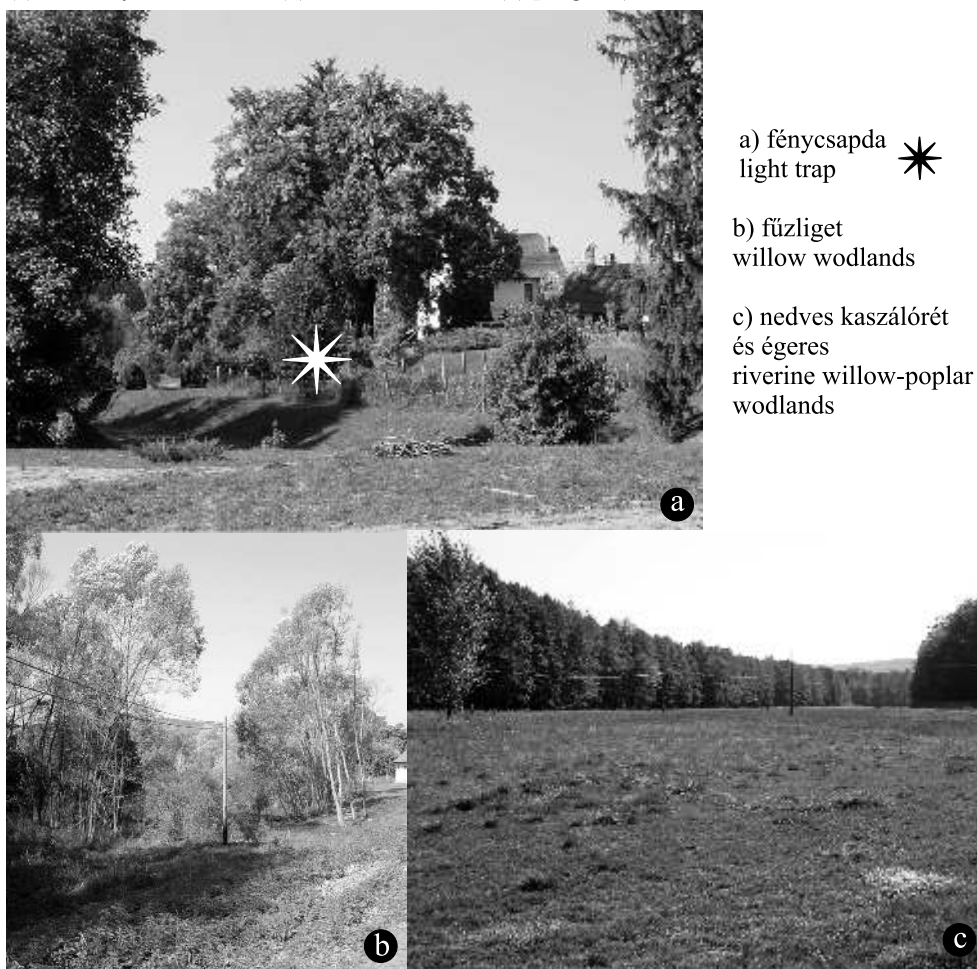 a) fénycsapda
light trap
b) fűzliget
willow wodlands
c) nedves kaszálórét
és égeres
riverine willow-poplar
wodlands
a
b
c